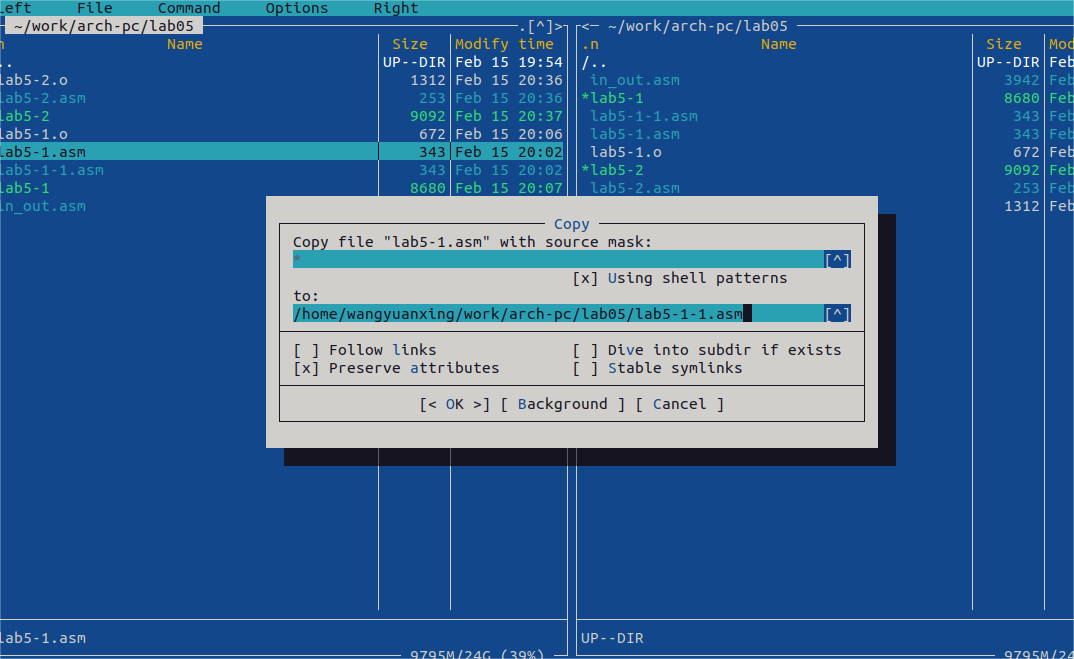 eft File Command Options Right
~/work/arch-pc/lab05 .[^]> <- ~/work/arch-pc/lab05
n Name Size Modify time .n Name Size Mod
.. UP--DIR Feb 15 19:54 /.. UP--DIR Feb
lab5-2.o 1312 Feb 15 20:36 in_out.asm 3942 Feb
lab5-2.asm 253 Feb 15 20:36 *lab5-1 8680 Feb
lab5-2 9092 Feb 15 20:37 lab5-1-1.asm 343 Feb
lab5-1.o 672 Feb 15 20:06 lab5-1.asm 343 Feb
lab5-1.asm 343 Feb 15 20:02 lab5-1.o 672 Feb
lab5-1-1.asm 343 Feb 15 20:02 *lab5-2 9092 Feb
lab5-1 8680 Feb 15 20:07 lab5-2.asm 253 Feb
in_out.asm 1312 Feb
Copy
Copy file "lab5-1.asm" with source mask:
* [^]
[x] Using shell patterns
to:
/home/wangyuanxing/work/arch-pc/lab05/lab5-1-1.asm [^]
[ ] Follow links [ ] Dive into subdir if exists
[x] Preserve attributes [ ] Stable symlinks
[< OK >] [ Background ] [ Cancel ]
lab5-1.asm UP--DIR
9795M/24G (39%) 9795M/24